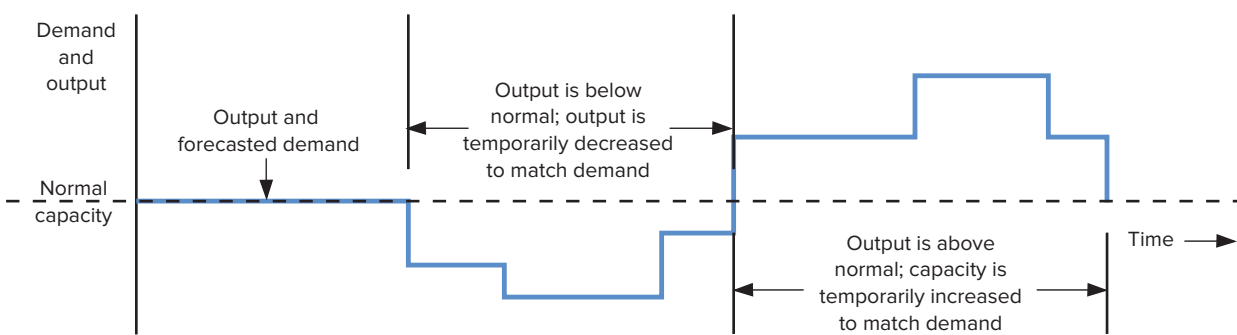 Demand
and
output
Output and
forecasted demand
Output is below
normal; output is
temporarily decreased
to match demand
Normal
capacity
Output is above
normal; capacity is
temporarily increased
to match demand
Time